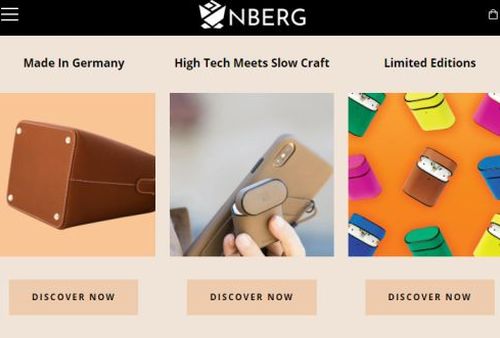 NBERG
Made In Germany
High Tech Meets Slow Craft
Limited Editions
DISCOVER NOW
DISCOVER NOW
DISCOVER NOW